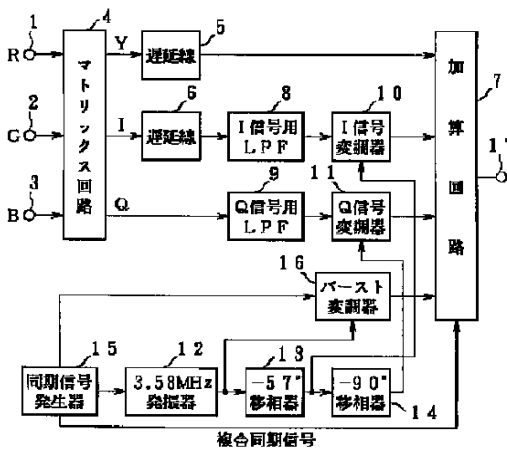 1
R
2
G
3
B
4
マトリックス回路
Y
I
Q
5
遅延線
6
遅延線
8
I信号用
LPF
9
Q信号用
LPF
10
I信号
変調器
11
Q信号
変調器
7
加算回路
16
バースト
変調器
15
同期信号
発生器
12
3.58MHz
発振器
13
-57°
移相器
-90°
移相器
14
複合同期信号